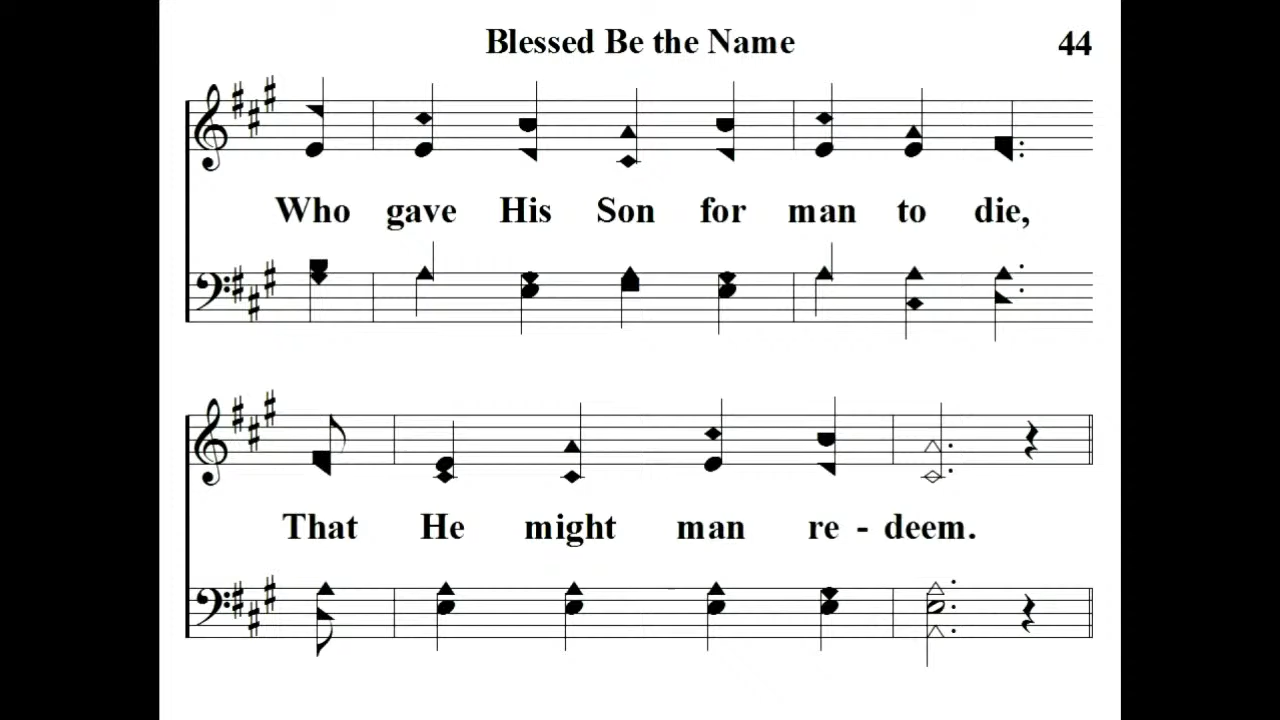 Blessed Be the Name 44
Who gave His Son for man to die,
That He might man re - deem.